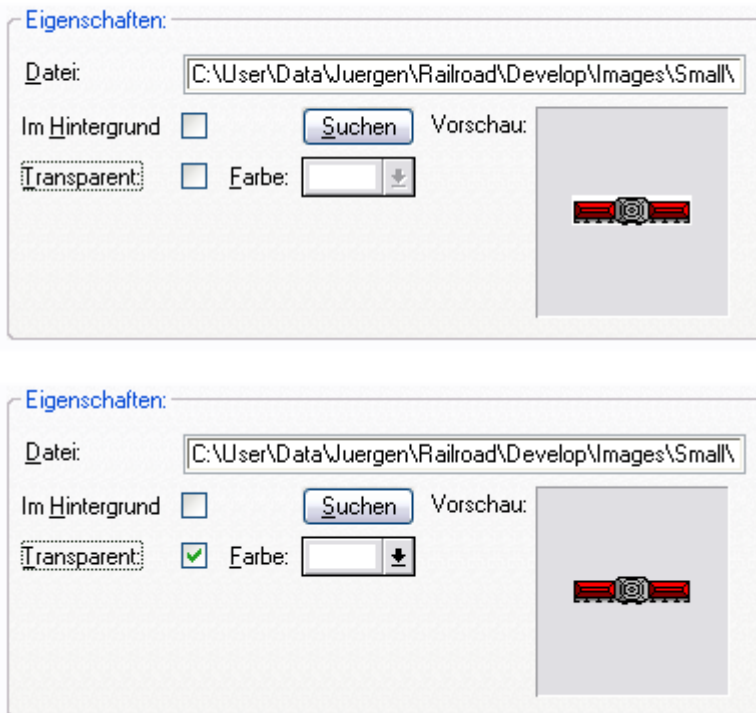 Eigenschaften:
Datei: C:\User\Data\Juergen\Railroad\Develop\Images\Small\
Im Hintergrund Suchen Vorschau:
Transparent: Farbe:
Eigenschaften:
Datei: C:\User\Data\Juergen\Railroad\Develop\Images\Small\
Im Hintergrund Suchen Vorschau:
Transparent: Farbe: